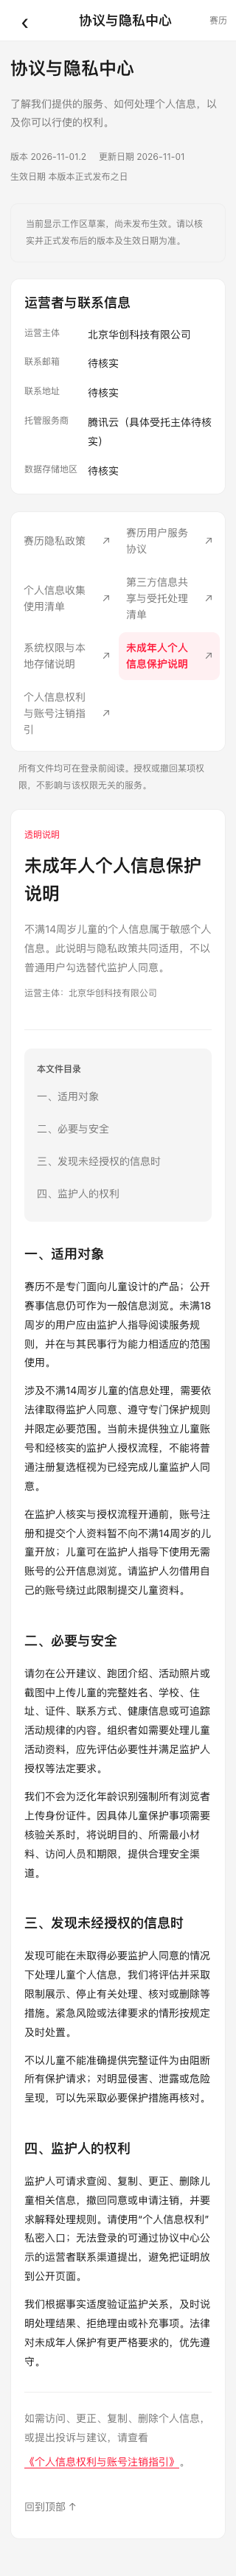 ‹ 协议与隐私中心 赛历
协议与隐私中心
了解我们提供的服务、如何处理个人信息，以
及你可以行使的权利。
版本 2026-11-01.2 更新日期 2026-11-01
生效日期 本版本正式发布之日
当前显示工作区草案，尚未发布生效。请以核
实并正式发布后的版本及生效日期为准。
运营者与联系信息
运营主体 北京华创科技有限公司
联系邮箱 待核实
联系地址 待核实
托管服务商 腾讯云（具体受托主体待核
实）
数据存储地区 待核实
赛历隐私政策 ↗
赛历用户服务
协议 ↗
个人信息收集
使用清单 ↗
第三方信息共
享与受托处理
清单 ↗
系统权限与本
地存储说明 ↗
未成年人个人
信息保护说明 ↗
个人信息权利
与账号注销指
引 ↗
所有文件均可在登录前阅读。授权或撤回某项权
限，不影响与该权限无关的服务。
透明说明
未成年人个人信息保护
说明
不满14周岁儿童的个人信息属于敏感个人
信息。此说明与隐私政策共同适用，不以
普通用户勾选替代监护人同意。
运营主体：北京华创科技有限公司
本文件目录
一、适用对象
二、必要与安全
三、发现未经授权的信息时
四、监护人的权利
一、适用对象
赛历不是专门面向儿童设计的产品；公开
赛事信息仍可作为一般信息浏览。未满18
周岁的用户应由监护人指导阅读服务规
则，并在与其民事行为能力相适应的范围
使用。
涉及不满14周岁儿童的信息处理，需要依
法律取得监护人同意、遵守专门保护规则
并限定必要范围。当前未提供独立儿童账
号和经核实的监护人授权流程，不能将普
通注册复选框视为已经完成儿童监护人同
意。
在监护人核实与授权流程开通前，账号注
册和提交个人资料暂不向不满14周岁的儿
童开放；儿童可在监护人指导下使用无需
账号的公开信息浏览。请监护人勿借用自
己的账号绕过此限制提交儿童资料。
二、必要与安全
请勿在公开建议、跑团介绍、活动照片或
截图中上传儿童的完整姓名、学校、住
址、证件、联系方式、健康信息或可追踪
活动规律的内容。组织者如需要处理儿童
活动资料，应先评估必要性并满足监护人
授权等法定要求。
我们不会为泛化年龄识别强制所有浏览者
上传身份证件。因具体儿童保护事项需要
核验关系时，将说明目的、所需最小材
料、访问人员和期限，提供合理安全渠
道。
三、发现未经授权的信息时
发现可能在未取得必要监护人同意的情况
下处理儿童个人信息，我们将评估并采取
限制展示、停止有关处理、核对或删除等
措施。紧急风险或法律要求的情形按规定
及时处置。
不以儿童不能准确提供完整证件为由阻断
所有保护请求；对明显侵害、泄露或危险
呈现，可以先采取必要保护措施再核对。
四、监护人的权利
监护人可请求查阅、复制、更正、删除儿
童相关信息，撤回同意或申请注销，并要
求解释处理规则。请使用“个人信息权利”
私密入口；无法登录的可通过协议中心公
示的运营者联系渠道提出，避免把证明放
到公开页面。
我们根据事实适度验证监护关系，及时说
明处理结果、拒绝理由或补充事项。法律
对未成年人保护有更严格要求的，优先遵
守。
如需访问、更正、复制、删除个人信息，
或提出投诉与建议，请查看
《个人信息权利与账号注销指引》。
回到顶部 ↑